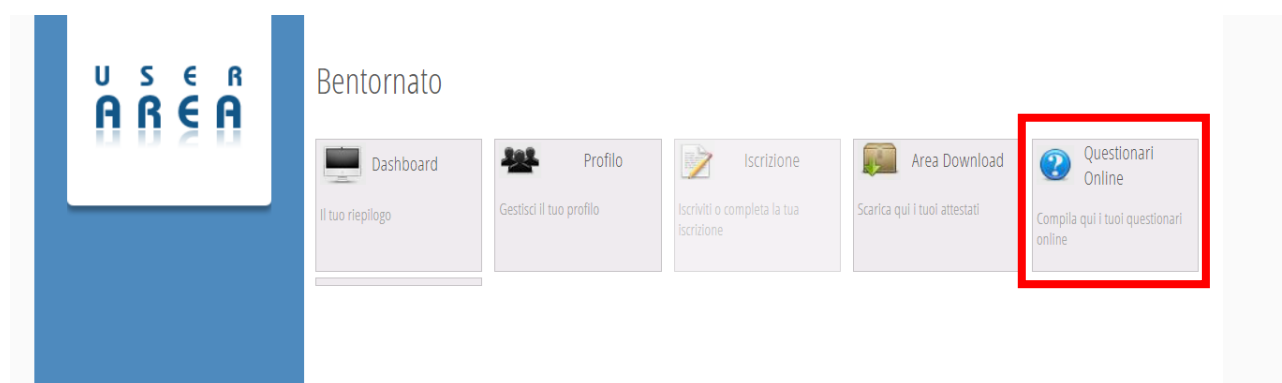 USER
AREA
Bentornato
Dashboard
Il tuo riepilogo
Profilo
Gestisci il tuo profilo
Iscrizione
Iscriviti o completa la tua
iscrizione
Area Download
Scarica qui i tuoi attestati
Questionari
Online
Compila qui i tuoi questionari
online